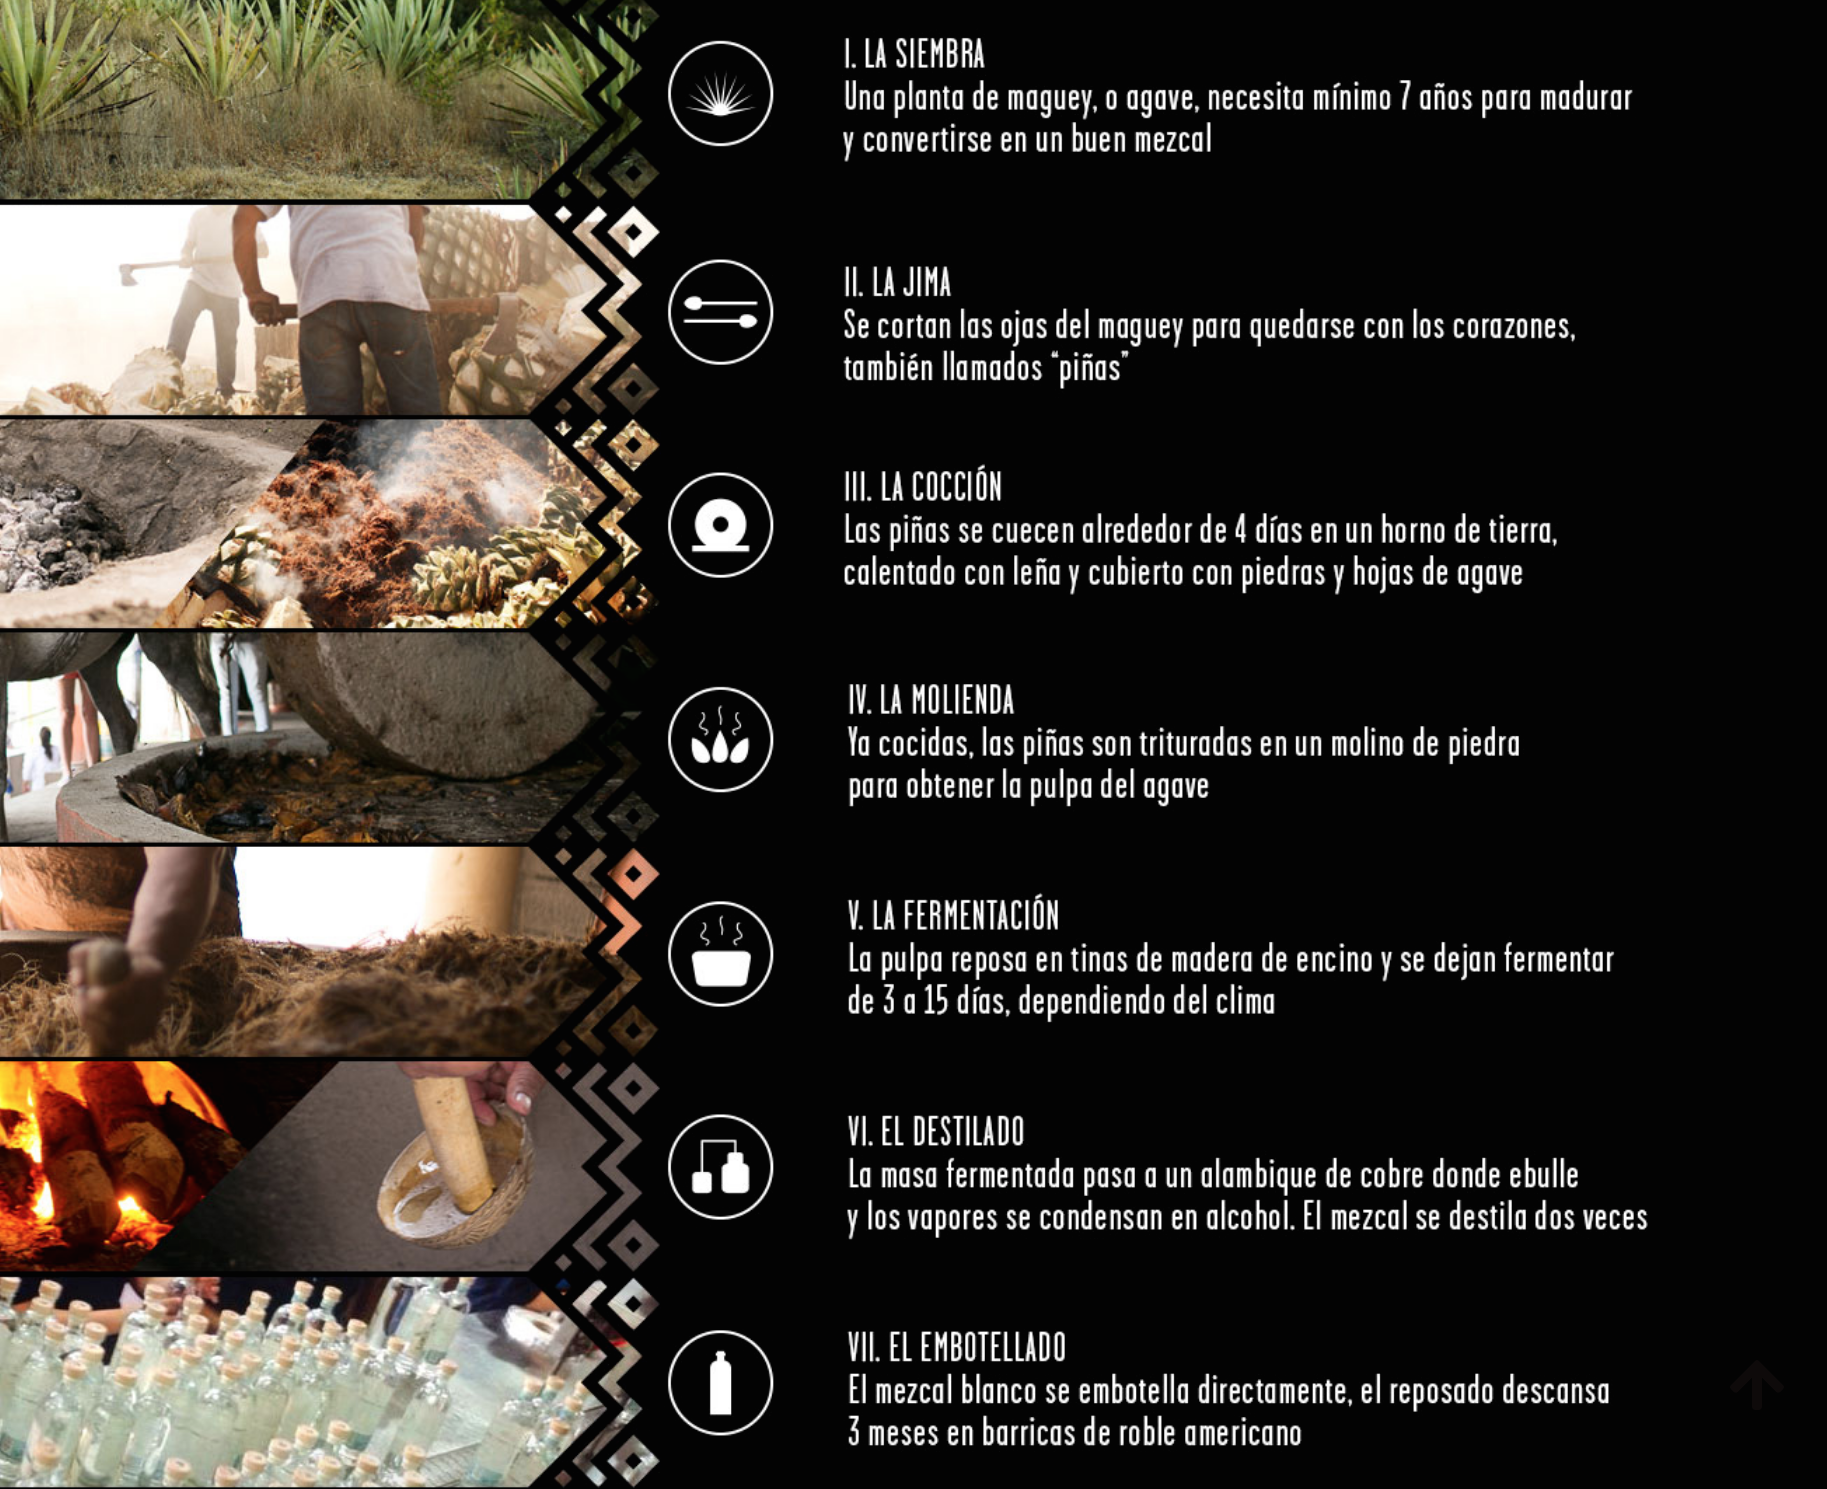 I. LA SIEMBRA
Una planta de maguey, o agave, necesita mínimo 7 años para madurar
y convertirse en un buen mezcal
II. LA JIMA
Se cortan las ojas del maguey para quedarse con los corazones,
también llamados “piñas”
III. LA COCCIÓN
Las piñas se cuecen alrededor de 4 días en un horno de tierra,
calentado con leña y cubierto con piedras y hojas de agave
IV. LA MOLIENDA
Ya cocidas, las piñas son trituradas en un molino de piedra
para obtener la pulpa del agave
V. LA FERMENTACIÓN
La pulpa reposa en tinas de madera de encino y se dejan fermentar
de 3 a 15 días, dependiendo del clima
VI. EL DESTILADO
La masa fermentada pasa a un alambique de cobre donde ebulle
y los vapores se condensan en alcohol. El mezcal se destila dos veces
VII. EL EMBOTELLADO
El mezcal blanco se embotella directamente, el reposado descansa
3 meses en barricas de roble americano